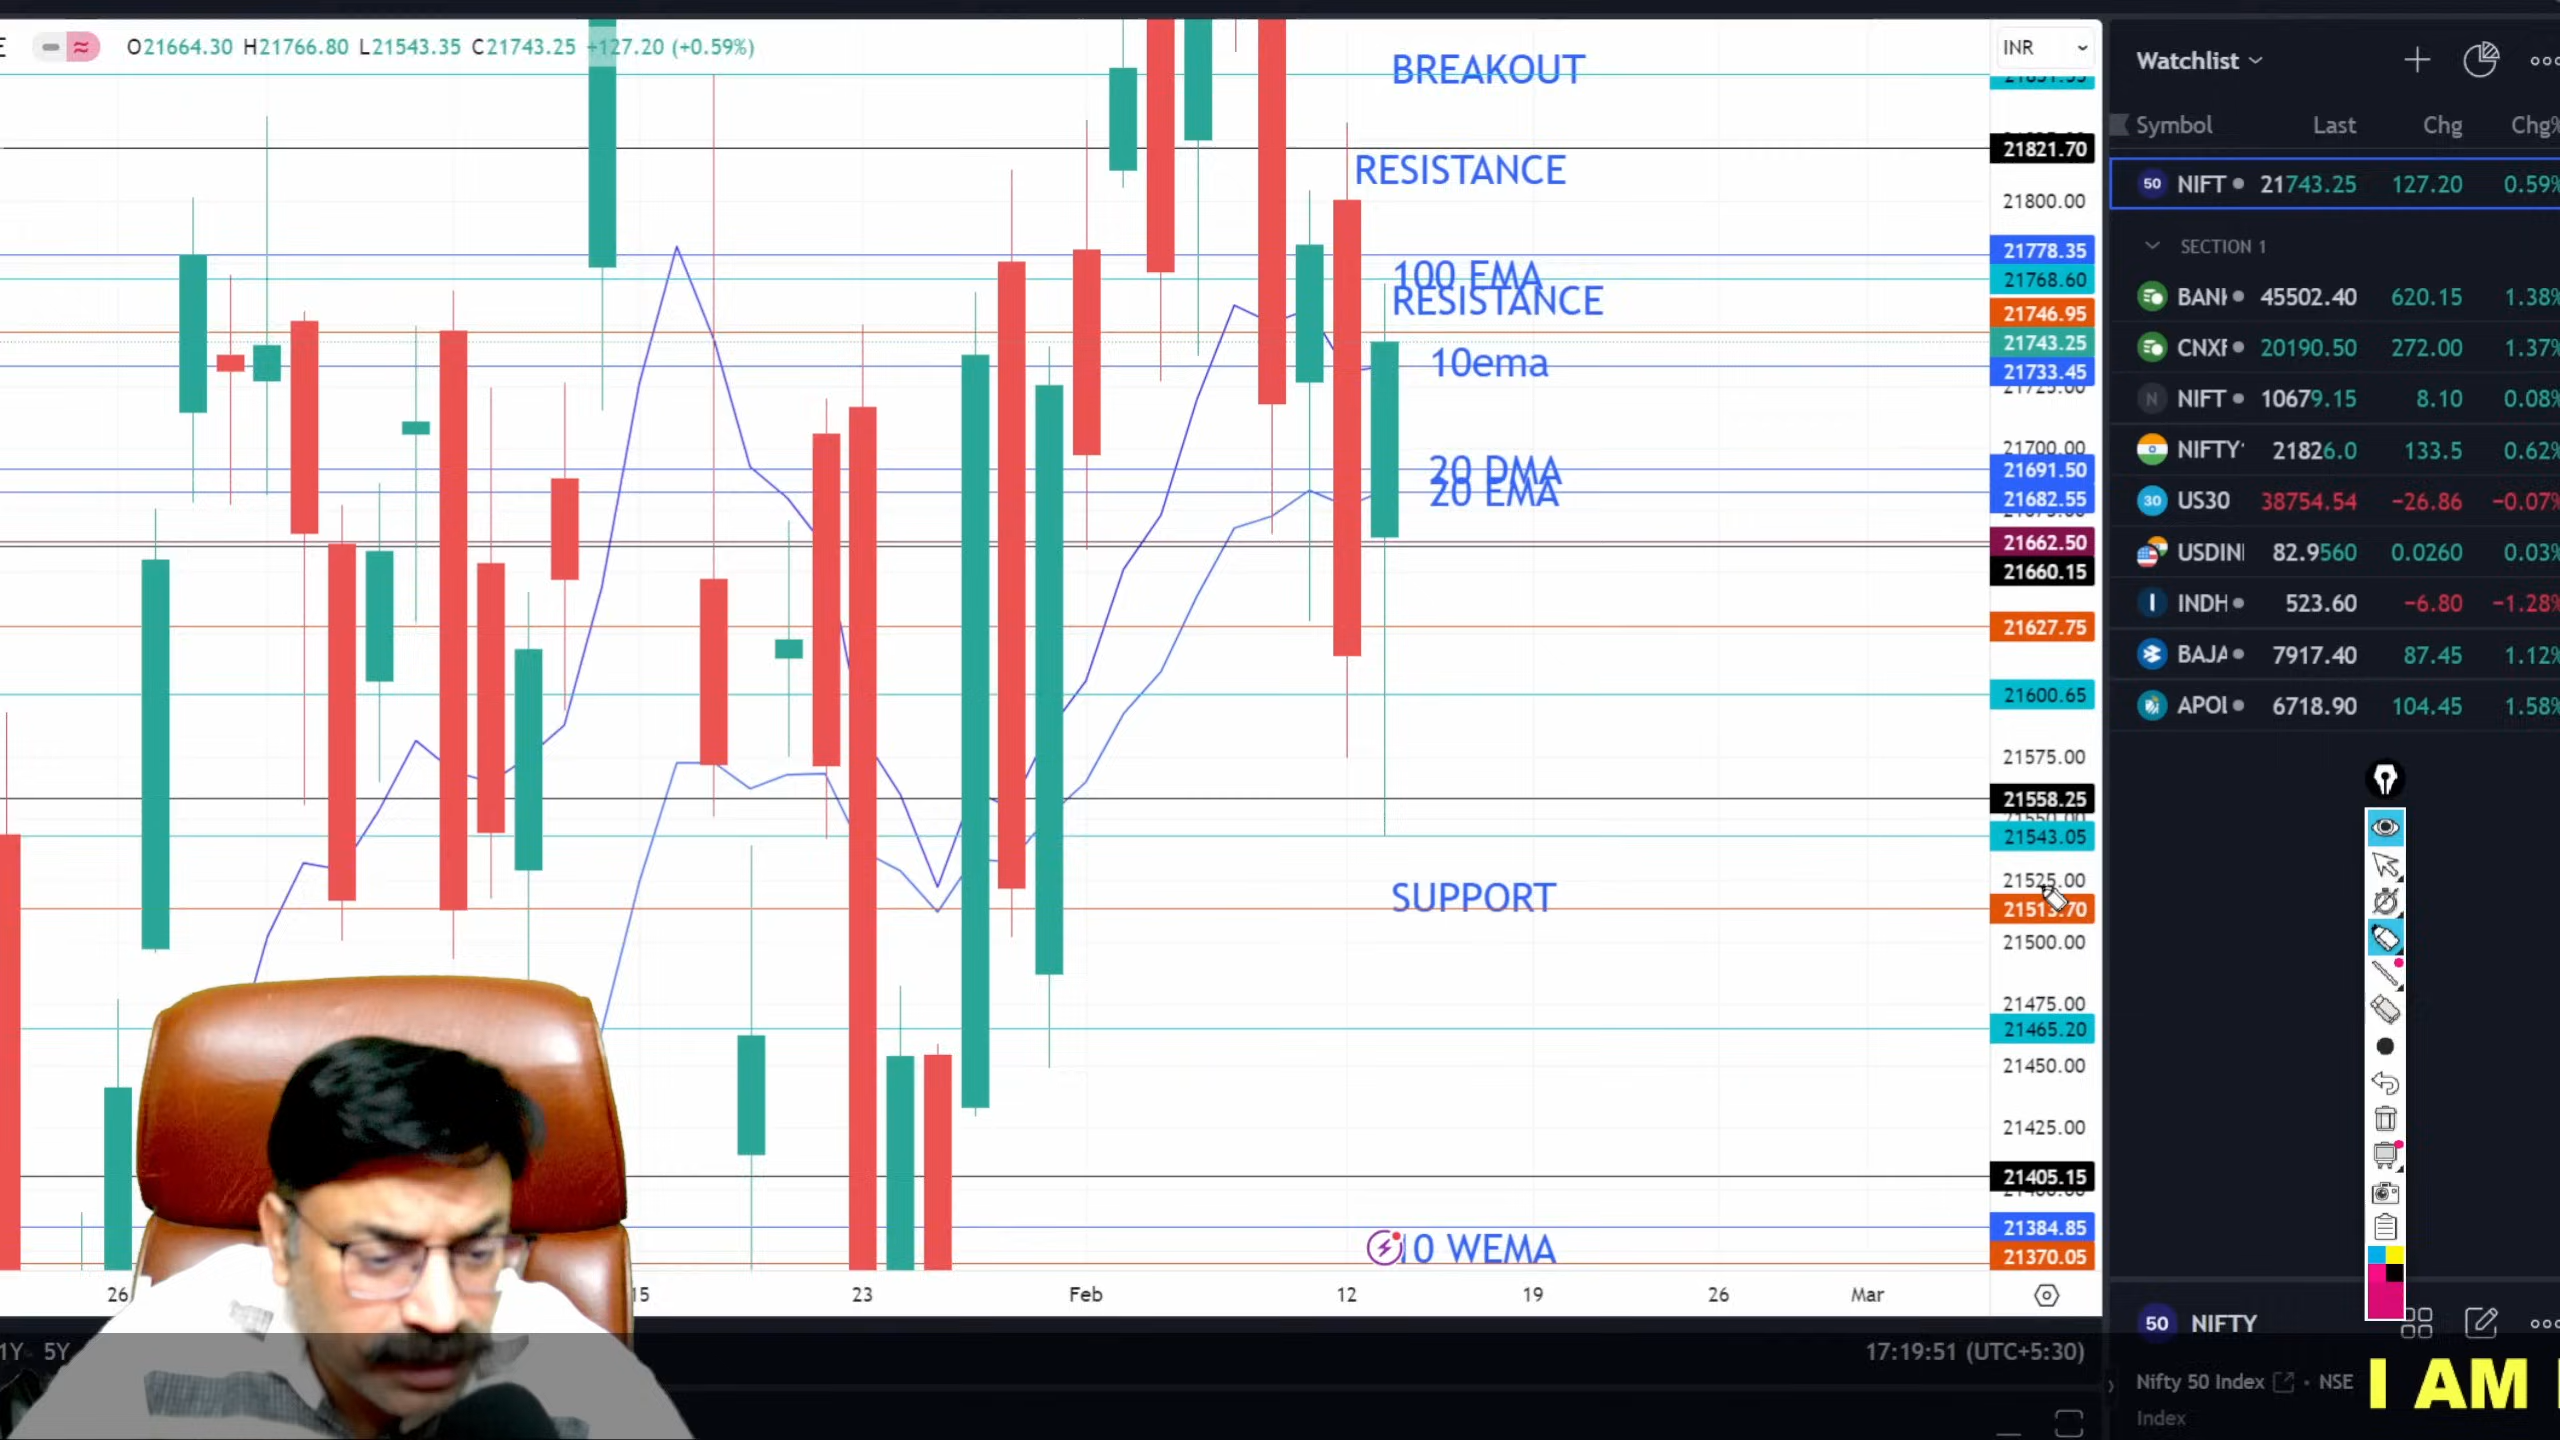 O21664.30 H21766.80 L21543.35 C21743.25 +127.20 (+0.59%)
INR
BREAKOUT
21821.70
RESISTANCE
21800.00
21778.35
100 EMA
21768.60
RESISTANCE
21746.95
21743.25
10ema
21733.45
21700.00
20 DMA
21691.50
20 EMA
21682.55
21662.50
21660.15
21627.75
21600.65
21575.00
21558.25
21543.05
21525.00
SUPPORT
21513.70
21500.00
21475.00
21465.20
21450.00
21425.00
21405.15
21384.85
10 WEMA
21370.05
26
15
23
Feb
12
19
26
Mar
1Y 5Y
17:19:51 (UTC+5:30)
Watchlist
Symbol Last Chg Chg%
50 NIFT 21743.25 127.20 0.59%
SECTION 1
BANK 45502.40 620.15 1.38%
CNXF 20190.50 272.00 1.37%
N NIFT 10679.15 8.10 0.08%
NIFTY 21826.0 133.5 0.62%
30 US30 38754.54 −26.86 −0.07%
USDIN 82.9560 0.0260 0.03%
I INDH 523.60 −6.80 −1.28%
BAJA 7917.40 87.45 1.12%
APOL 6718.90 104.45 1.58%
50 NIFTY
Nifty 50 Index • NSE
Index
I AM